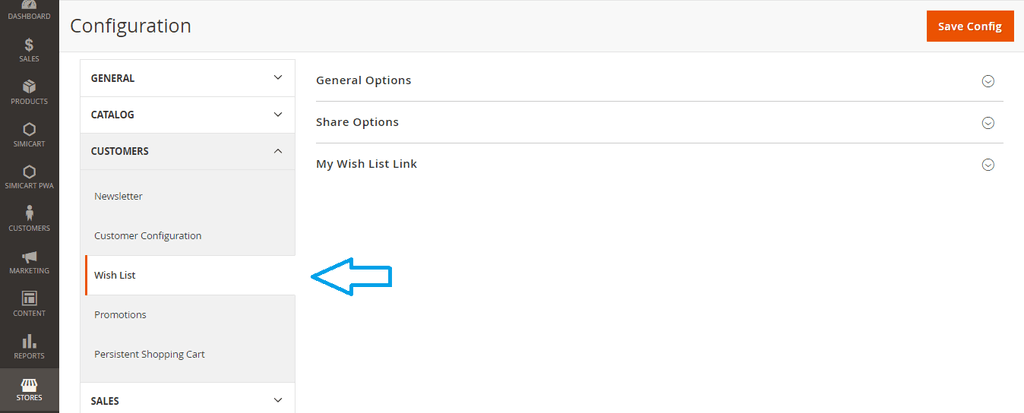 DASHBOARD
SALES
PRODUCTS
SIMICART
SIMICART PWA
CUSTOMERS
MARKETING
CONTENT
REPORTS
STORES
Configuration
Save Config
GENERAL
CATALOG
CUSTOMERS
Newsletter
Customer Configuration
Wish List
Promotions
Persistent Shopping Cart
SALES
General Options
Share Options
My Wish List Link